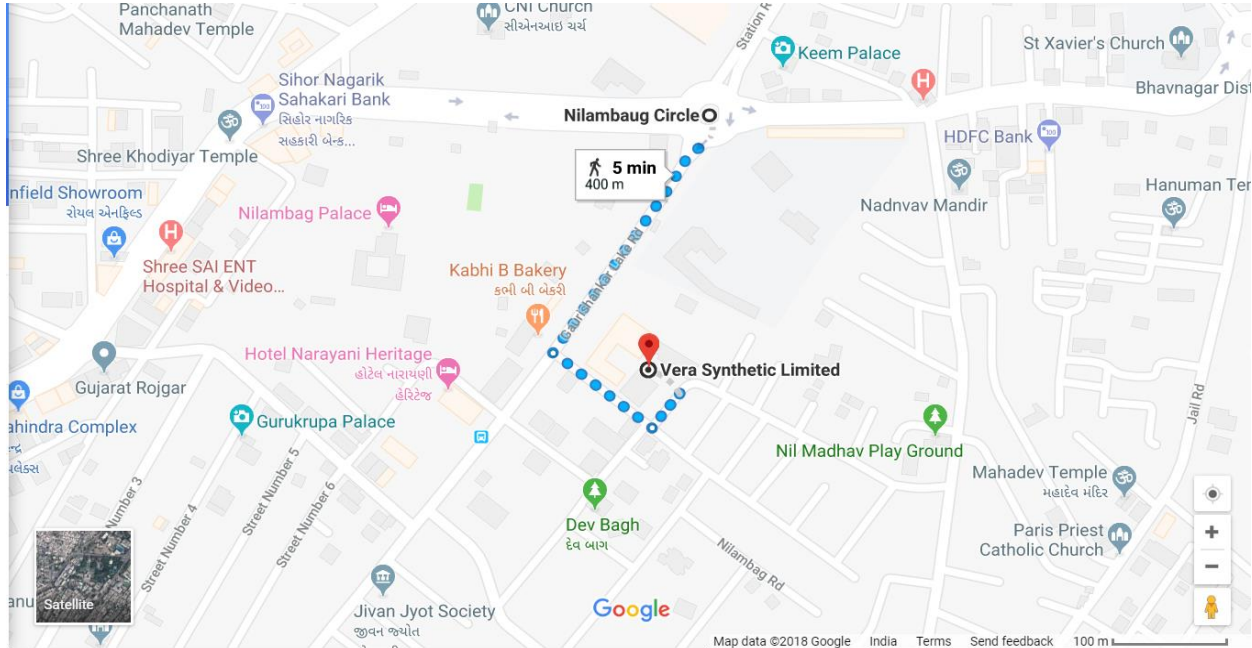 Panchanath
Mahadev Temple
CNI Church
સીએનઆઇ ચર્ચ
Station
Keem Palace
St Xavier's Church
Bhavnagar Dist
Sihor Nagarik
Sahakari Bank
સિહોર નાગરિક
સહકારી બેન્ક...
Nilambaug Circle
H
HDFC Bank
Shree Khodiyar Temple
5 min
400 m
nfield Showroom
રોયલ એનફિલ્ડ
Nilambag Palace
Nadnvav Mandir
Hanuman Ter
H
Shree SAI ENT
Hospital & Video...
Kabhi B Bakery
કભી બી બેકરી
Gaurishankar Lake Rd
Hotel Narayani Heritage
હોટેલ નારાયણી
હેરિટેજ
Vera Synthetic Limited
Gujarat Rojgar
Gurukrupa Palace
ahindra Complex
Jail Rd
Nil Madhav Play Ground
Mahadev Temple
મહાદેવ મંદિર
Street Number 5
Street Number 6
Number 3
Street Number 4
Dev Bagh
દેવ બાગ
Paris Priest
Catholic Church
Nilambag Rd
Satellite
Jivan Jyot Society
જીવન જ્યોત
Google
Map data ©2018 Google India Terms Send feedback 100 m